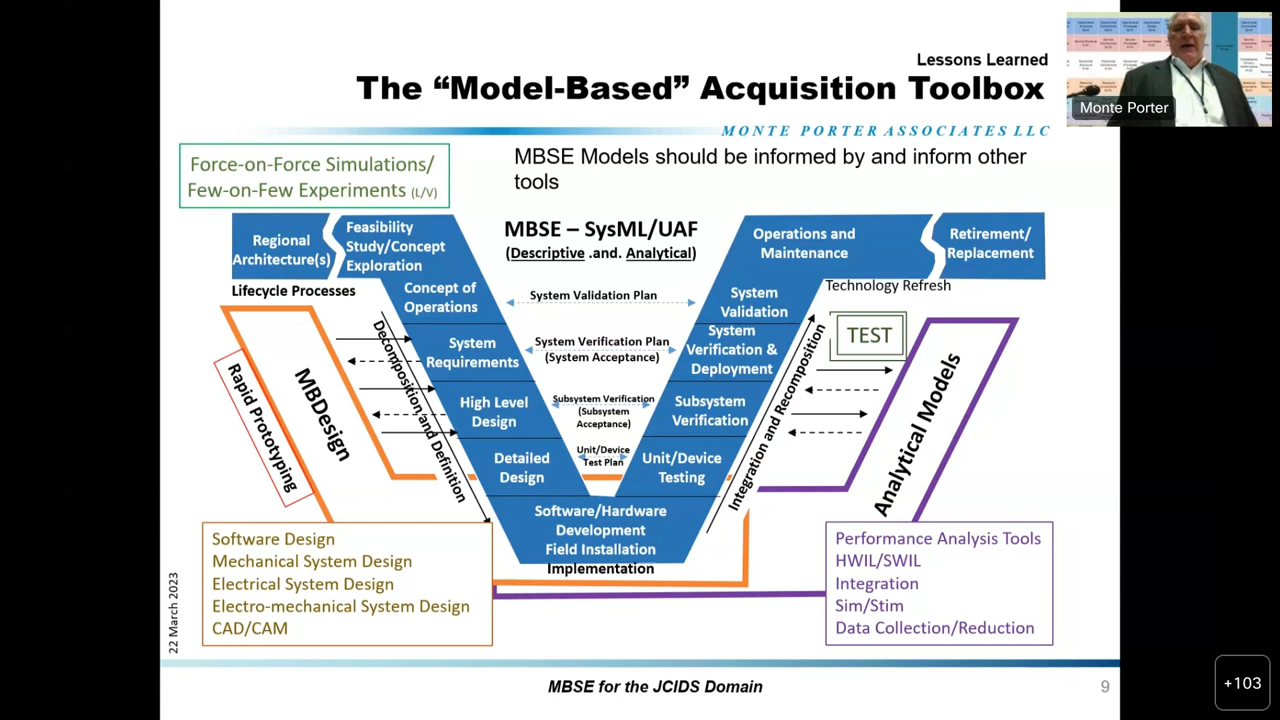 Lessons Learned
The “Model-Based” Acquisition Toolbox
MONTE PORTER ASSOCIATES LLC
Monte Porter
Force-on-Force Simulations/
Few-on-Few Experiments (L/V)
MBSE Models should be informed by and inform other
tools
Regional
Architecture(s)
Feasibility
Study/Concept
Exploration
MBSE – SysML/UAF
(Descriptive .and. Analytical)
Operations and
Maintenance
Retirement/
Replacement
Lifecycle Processes
Concept of
Operations
System Validation Plan
System
Validation
Technology Refresh
System
Requirements
System Verification Plan
(System Acceptance)
System
Verification &
Deployment
TEST
High Level
Design
Subsystem Verification
(Subsystem
Acceptance)
Subsystem
Verification
Detailed
Design
Unit/Device
Test Plan
Unit/Device
Testing
Software/Hardware
Development
Field Installation
Implementation
Decomposition and Definition
Integration and Recomposition
Rapid Prototyping
MBDesign
Analytical Models
Software Design
Mechanical System Design
Electrical System Design
Electro-mechanical System Design
CAD/CAM
Performance Analysis Tools
HWIL/SWIL
Integration
Sim/Stim
Data Collection/Reduction
22 March 2023
MBSE for the JCIDS Domain
9
+103